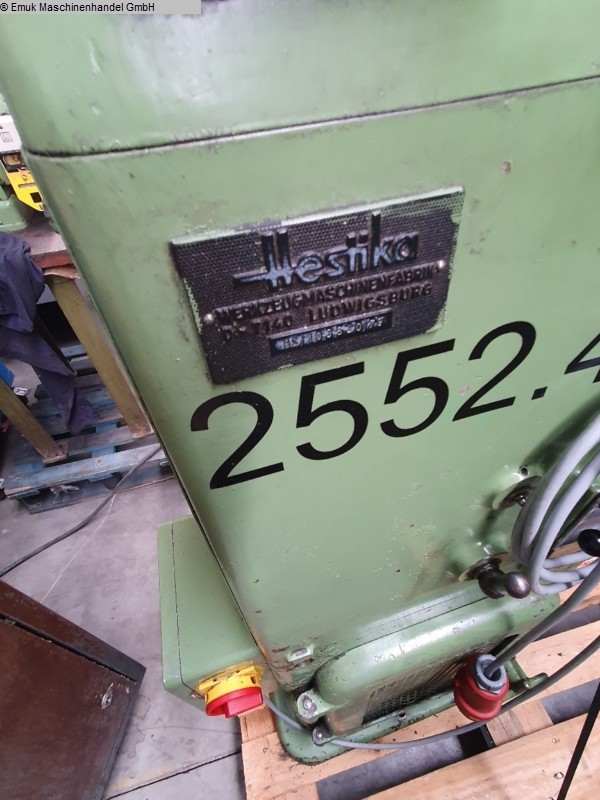 © Emuk Maschinenhandel GmbH
Hestika
WERKZEUGMASCHINENFABRIK
D-7140 LUDWIGSBURG
2552.4